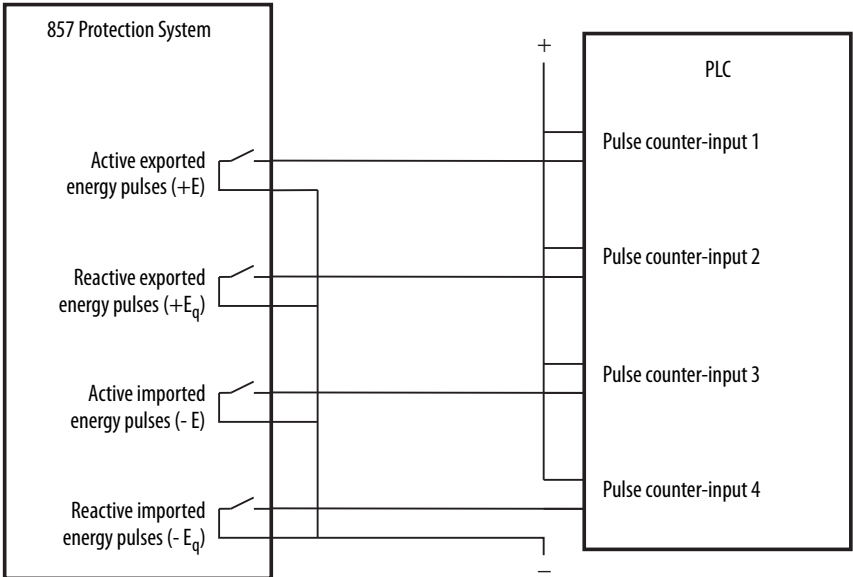 857 Protection System
Active exported
energy pulses (+E)
Reactive exported
energy pulses (+Eq)
Active imported
energy pulses (- E)
Reactive imported
energy pulses (- Eq)
+
−
PLC
Pulse counter-input 1
Pulse counter-input 2
Pulse counter-input 3
Pulse counter-input 4